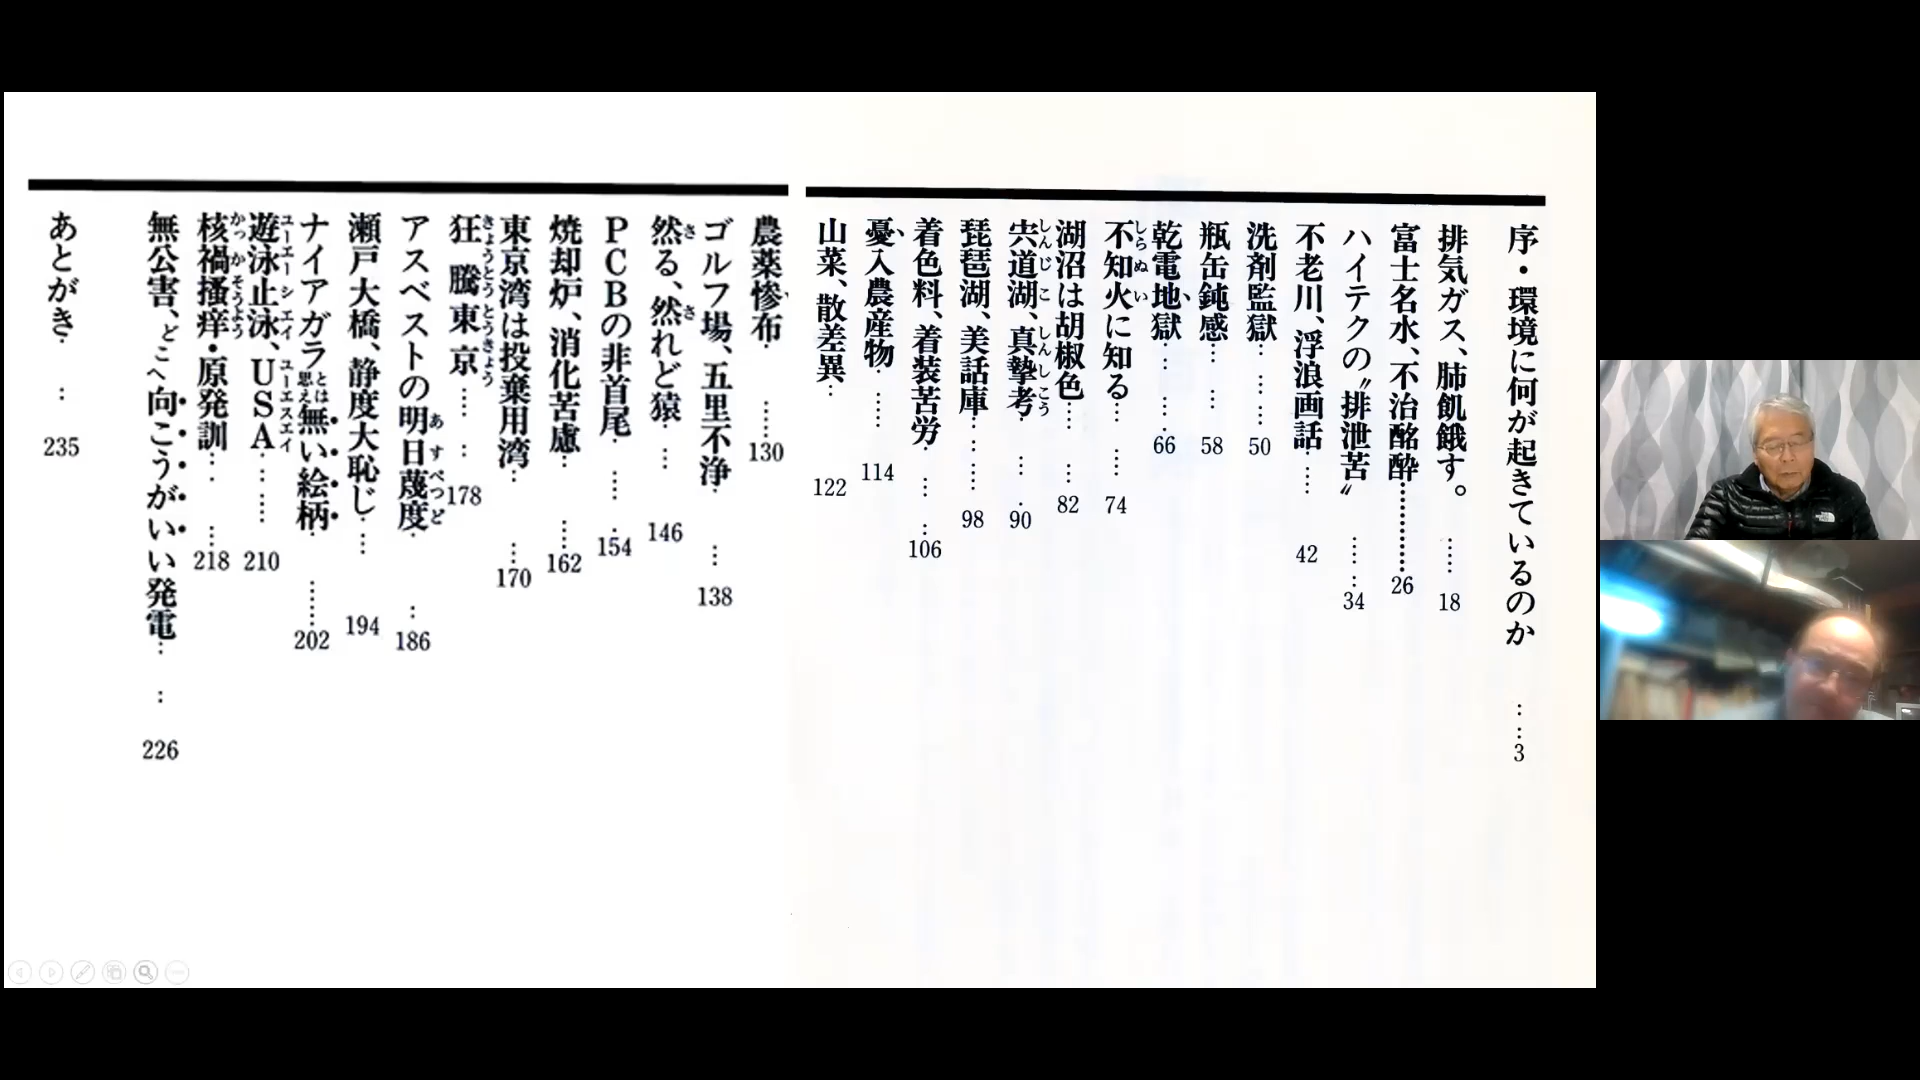 序・環境に何が起きているのか ……3
排気ガス、肺飢餓す。 ……18
富士名水、不治酩酊…………26
ハイテクの〝排泄苦〟 ……34
不老川、浮浪画話 ……42
洗剤監獄 ……50
瓶缶鈍感 ……58
乾電地獄 ……66
不知火に知る ……74
湖沼は胡椒色 ……82
宍道湖、真摯考 ……90
琵琶湖、美話庫 ……98
着色料、着装苦労 ……106
憂入農産物 ……114
山菜、散差異 122
農薬惨布 ……130
ゴルフ場、五里不浄 ……138
然る、然れど猿 ……146
PCBの非首尾 ……154
焼却炉、消化苦慮 ……162
東京湾は投棄用湾 ……170
狂騰東京 ……178
アスベストの明日蔑度 ……186
瀬戸大橋、静度大恥じ ……194
ナイアガラ思えば無い絵柄 ……202
遊泳止泳、USA ……210
核禍掻痒・原発訓 ……218
無公害、どこへ向こうがいい発電 ……226
あとがき ……235